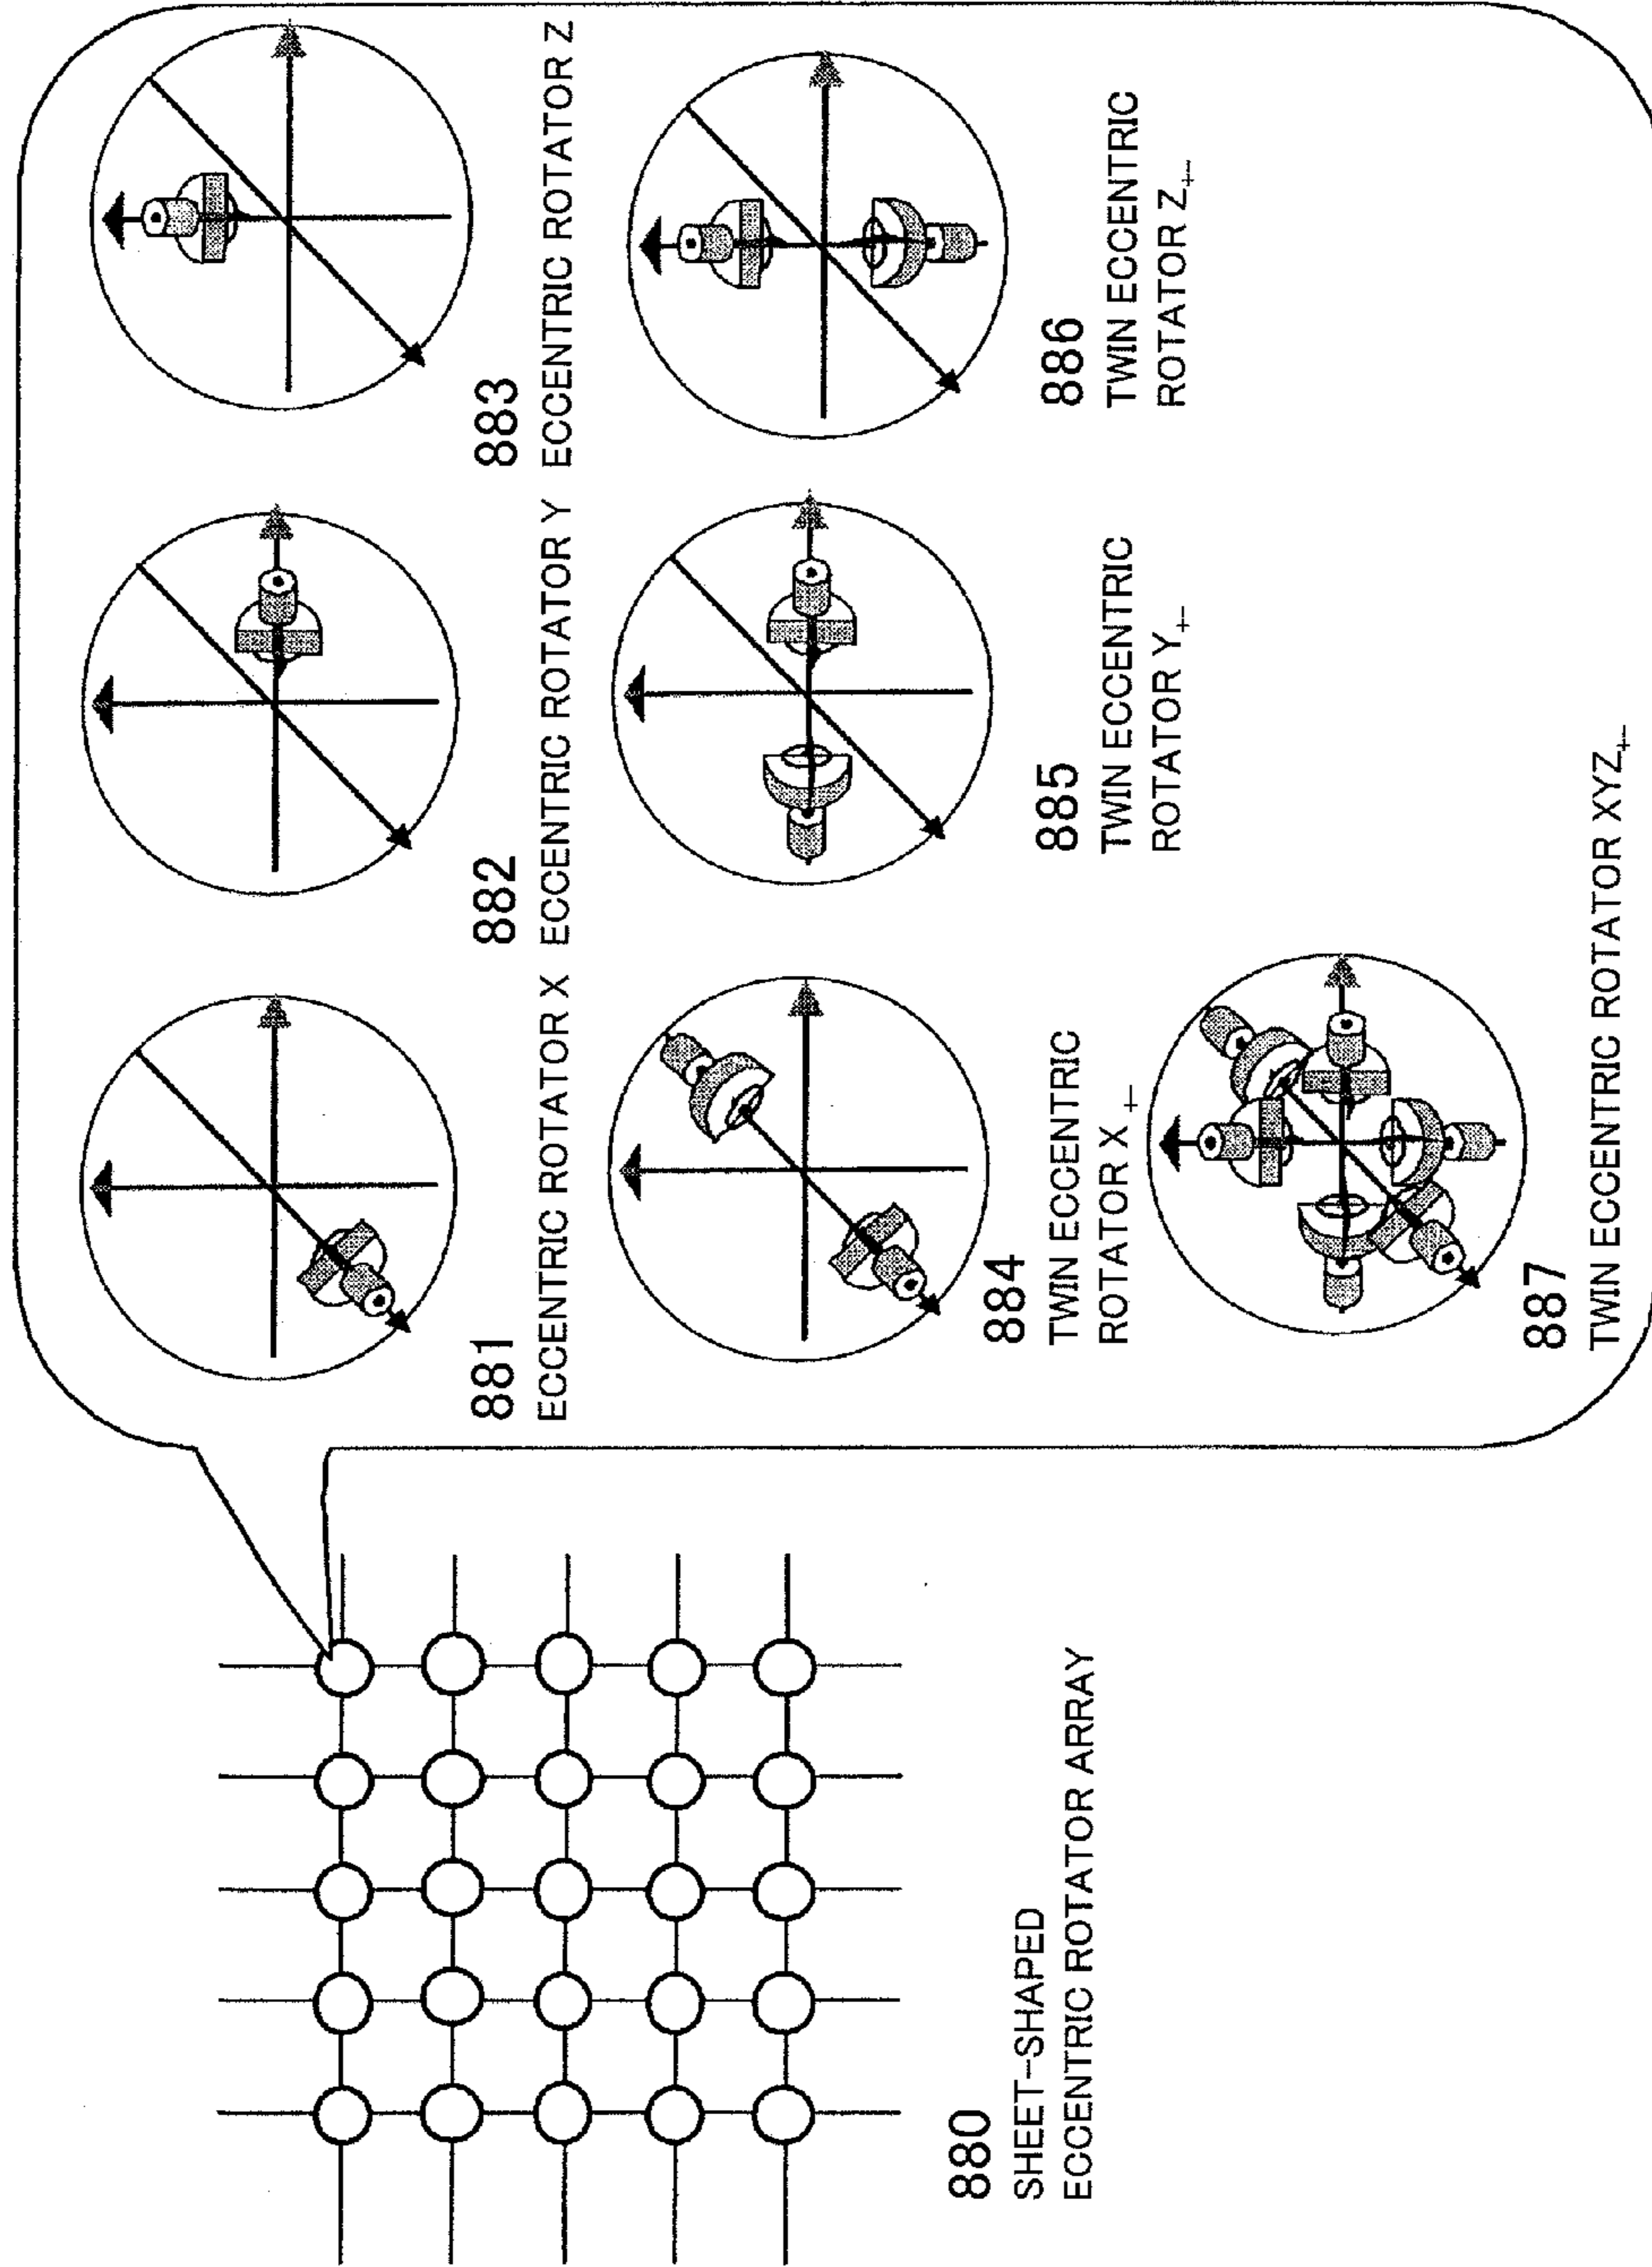 881
ECCENTRIC ROTATOR X
882
ECCENTRIC ROTATOR Y
883
ECCENTRIC ROTATOR Z
884
TWIN ECCENTRIC
ROTATOR X+-
885
TWIN ECCENTRIC
ROTATOR Y+-
886
TWIN ECCENTRIC
ROTATOR Z+-
887
TWIN ECCENTRIC ROTATOR XYZ+-
880
SHEET-SHAPED
ECCENTRIC ROTATOR ARRAY